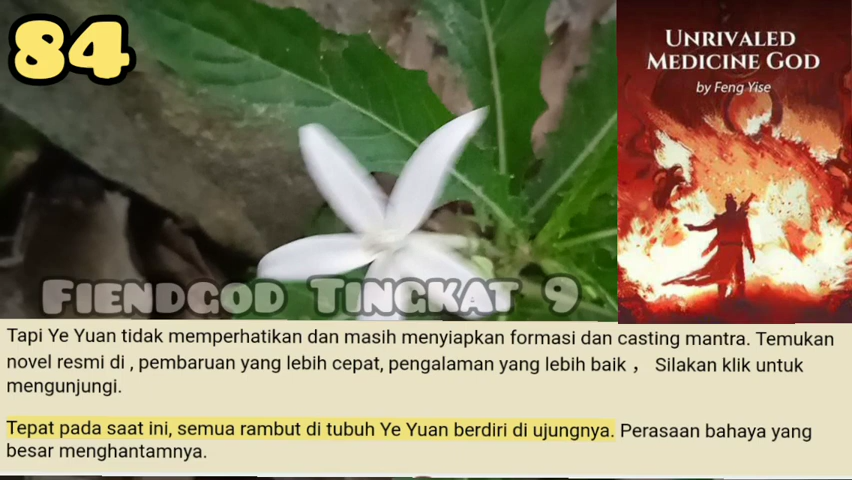 84
UNRIVALED
MEDICINE GOD
by Feng Yise
FIENDGOD TINGKAT 9
Tapi Ye Yuan tidak memperhatikan dan masih menyiapkan formasi dan casting mantra. Temukan
novel resmi di , pembaruan yang lebih cepat, pengalaman yang lebih baik ， Silakan klik untuk
mengunjungi.
Tepat pada saat ini, semua rambut di tubuh Ye Yuan berdiri di ujungnya. Perasaan bahaya yang
besar menghantamnya.